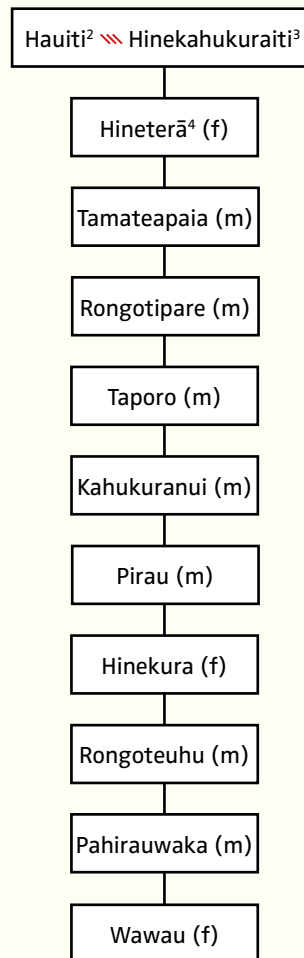 Hauiti² Hinekahukuraiti³
Hineterā⁴ (f)
Tamateapaia (m)
Rongotipare (m)
Taporo (m)
Kahukuranui (m)
Pirau (m)
Hinekura (f)
Rongoteuhu (m)
Pahirauwaka (m)
Wawau (f)